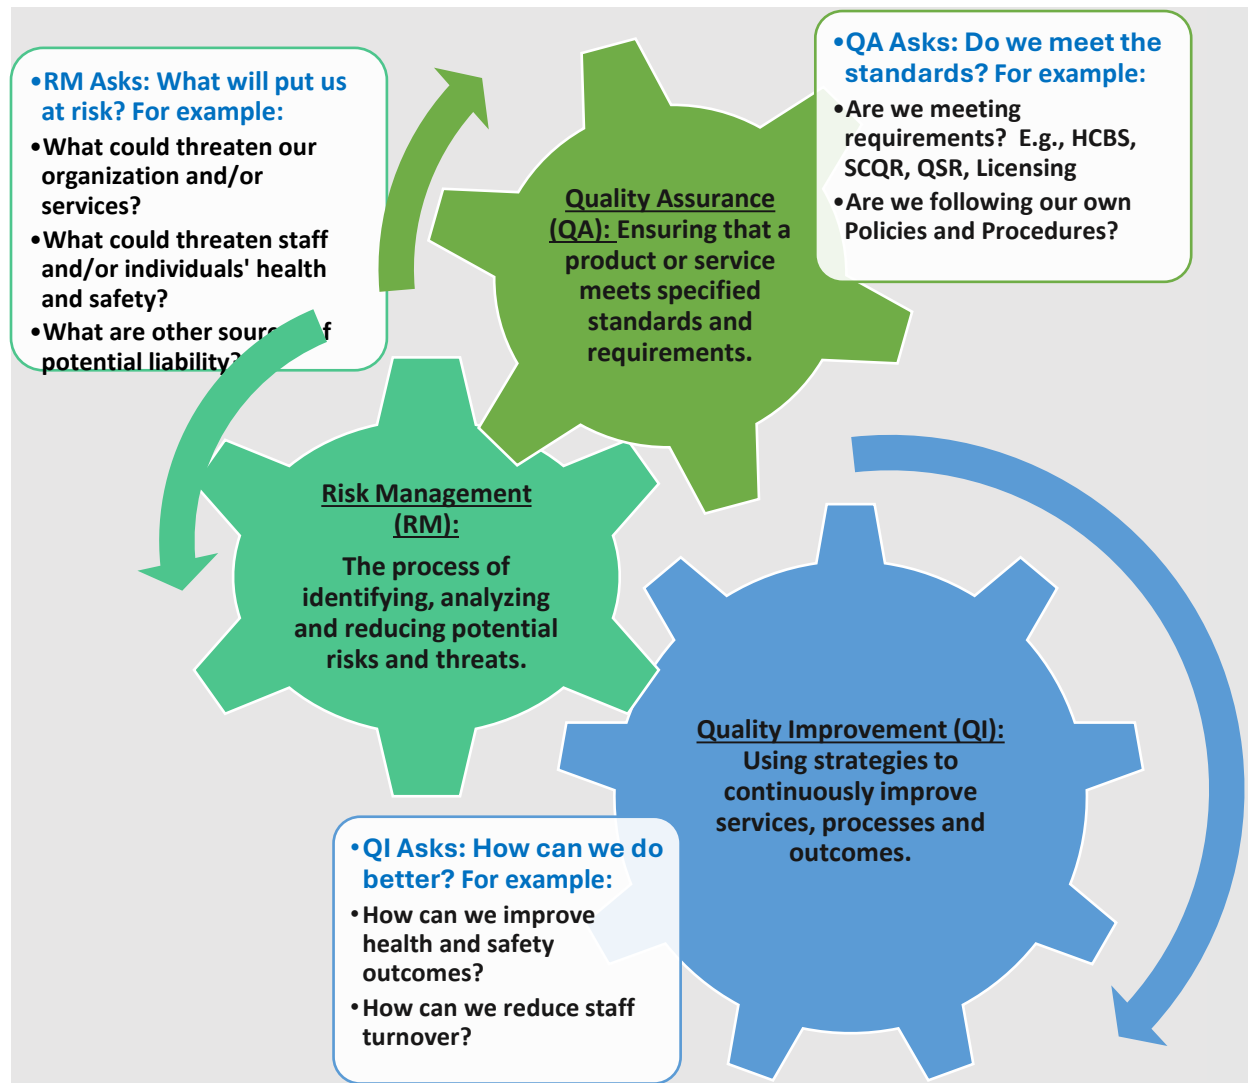 •RM Asks: What will put us
at risk? For example:
•What could threaten our
organization and/or
services?
•What could threaten staff
and/or individuals' health
and safety?
•What are other of
potential liability?
•QA Asks: Do we meet the
standards? For example:
•Are we meeting
requirements? E.g., HCBS,
SCQR, QSR, Licensing
•Are we following our own
Policies and Procedures?
Quality Assurance
(QA): Ensuring that a
product or service
meets specified
standards and
requirements.
Risk Management
(RM):
The process of
identifying, analyzing
and reducing potential
risks and threats.
Quality Improvement (QI):
Using strategies to
continuously improve
services, processes and
outcomes.
•QI Asks: How can we do
better? For example:
•How can we improve
health and safety
outcomes?
•How can we reduce staff
turnover?